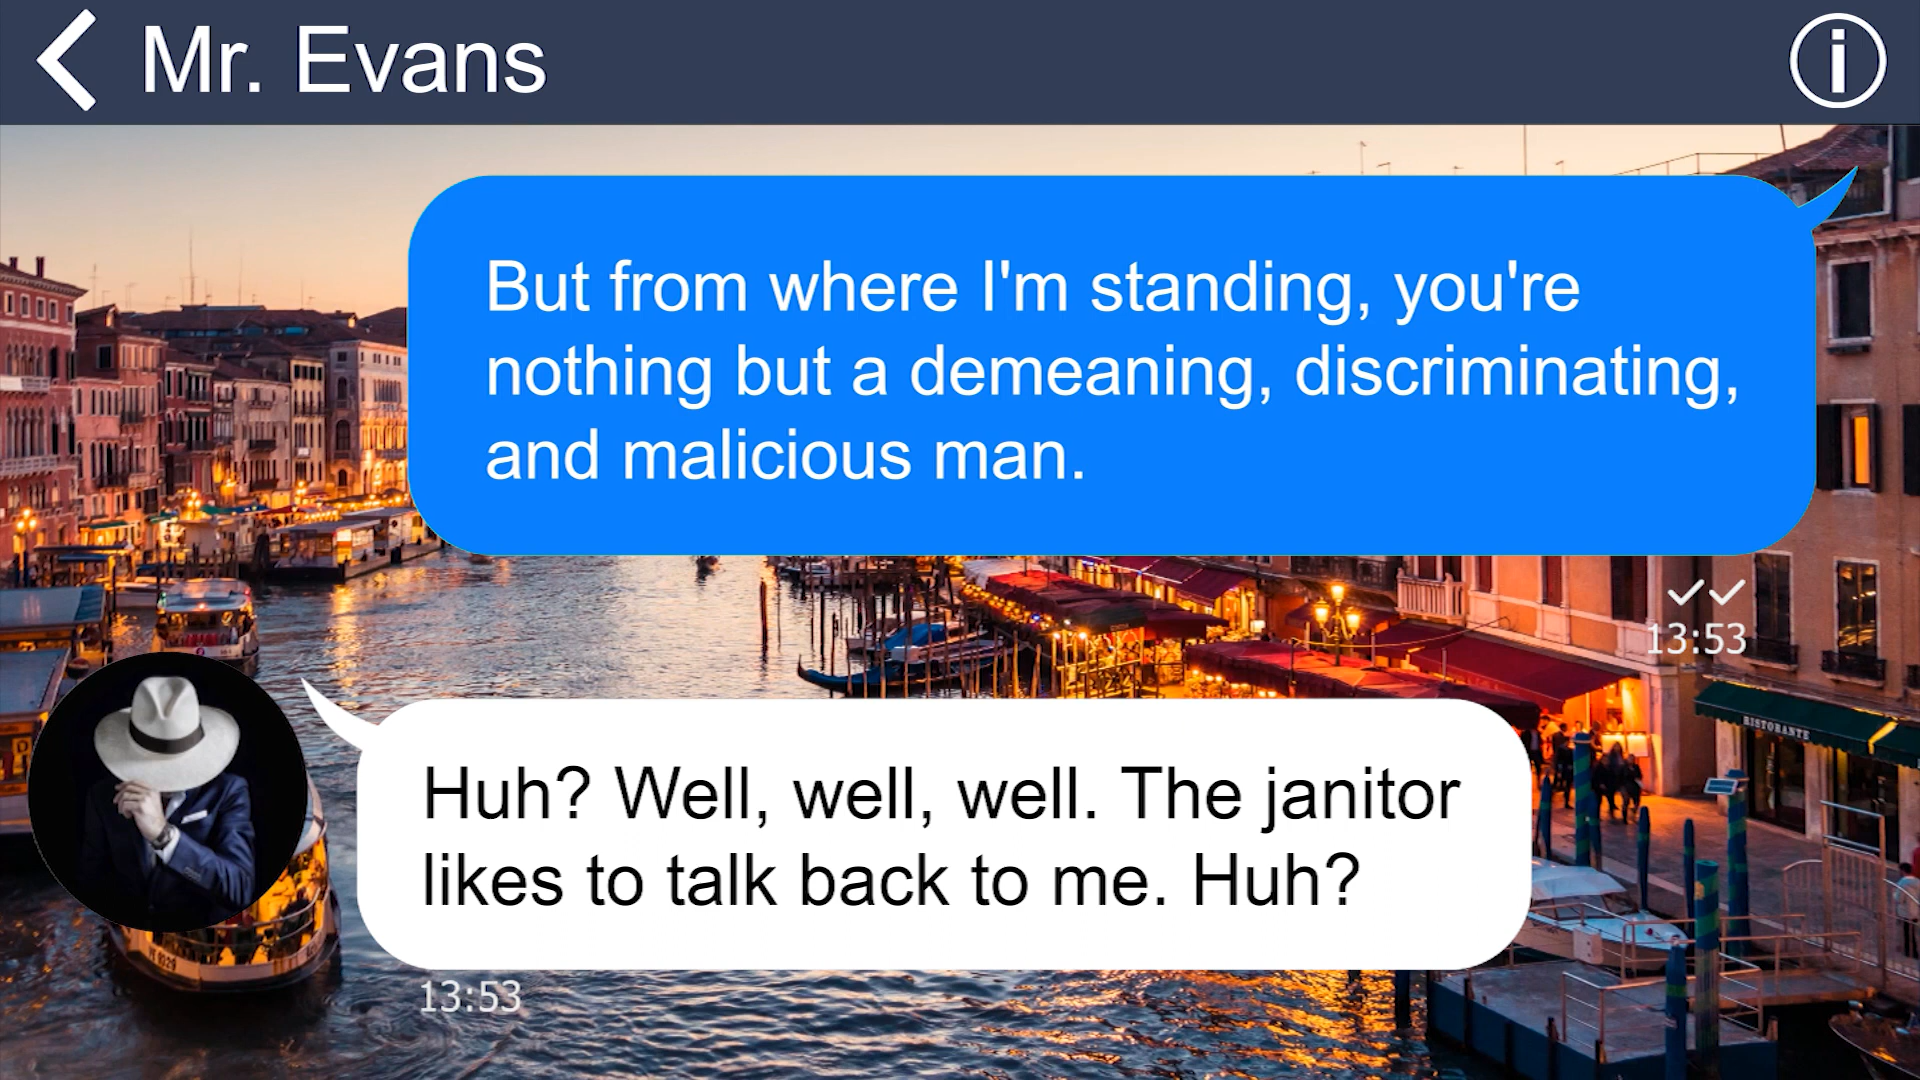 Mr. Evans
But from where I'm standing, you're
nothing but a demeaning, discriminating,
and malicious man.
13:53
RISTORANTE
Huh? Well, well, well. The janitor
likes to talk back to me. Huh?
13:53